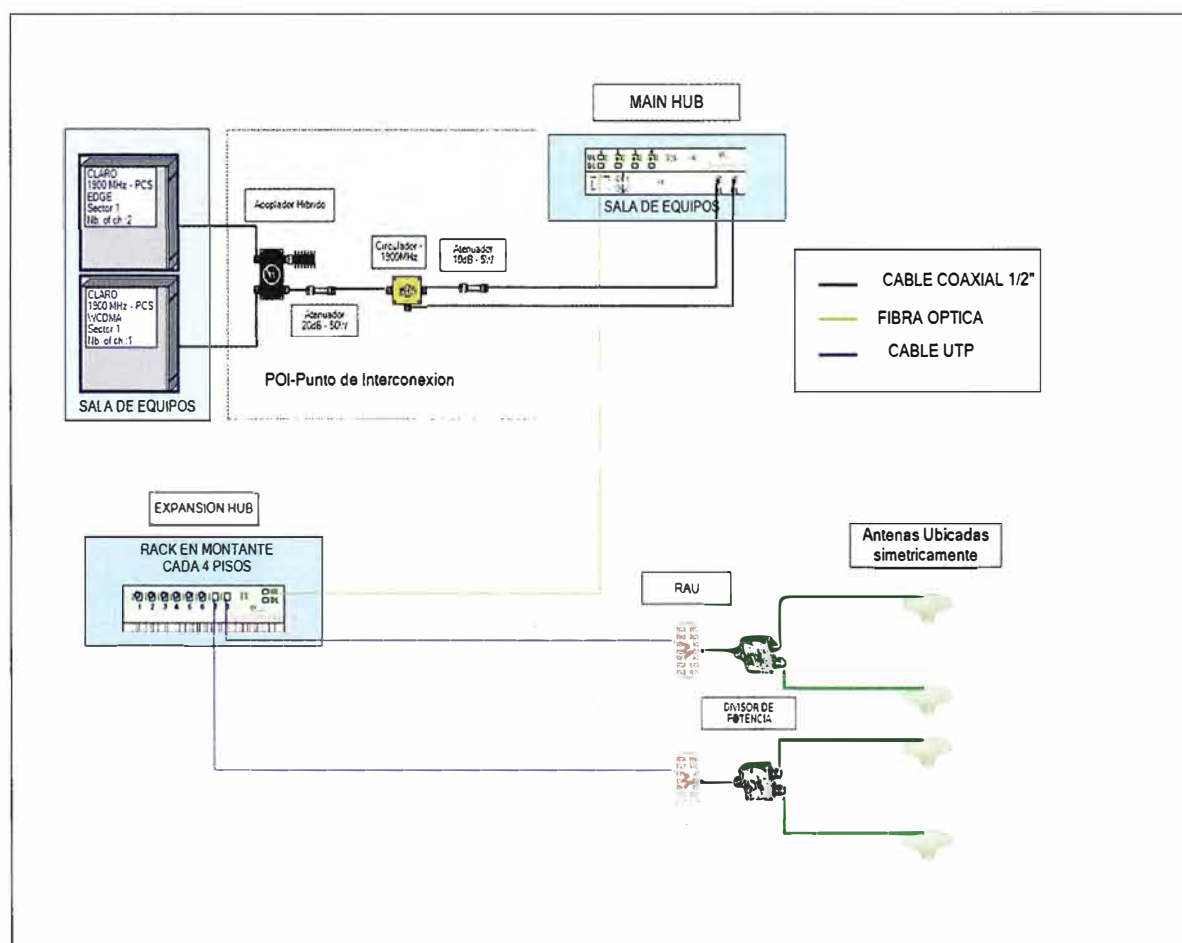 MAIN HUB
CLARO
1900 MHz - PCS
EDGE
Sector 1
Nb. of ch.:2
CLARO
1900 MHz - PCS
WCDMA
Sector 1
Nb. of ch.:1
SALA DE EQUIPOS
Acoplador Hibrido
Atenuador
20dB - 50W
Circulador -
1900MHz
Atenuador
10dB - 5W
POI-Punto de Interconexion
SALA DE EQUIPOS
CABLE COAXIAL 1/2"
FIBRA OPTICA
CABLE UTP
EXPANSION HUB
RACK EN MONTANTE
CADA 4 PISOS
1 2 3 4 5 6 7 8
RAU
Antenas Ubicadas
simetricamente
DIVISOR DE
POTENCIA